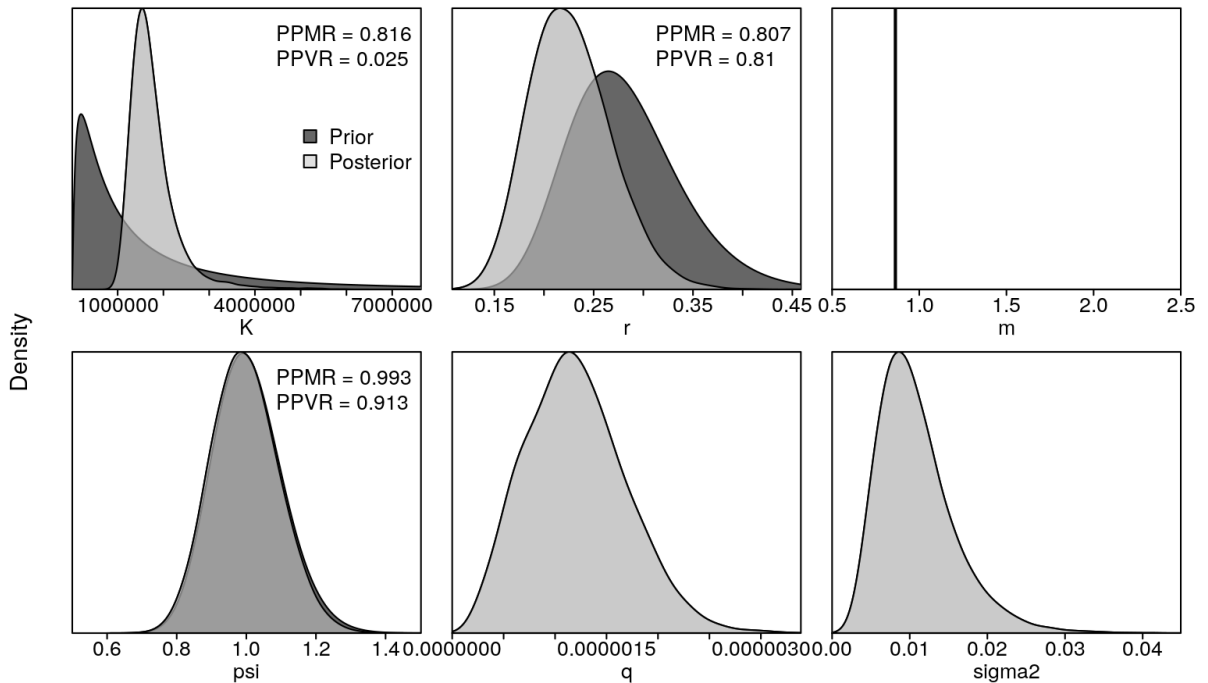 PPMR = 0.816
PPVR = 0.025
Prior
Posterior
1000000 4000000 7000000
K
PPMR = 0.807
PPVR = 0.81
0.15 0.25 0.35 0.45
r
0.5 1.0 1.5 2.0 2.5
m
Density
PPMR = 0.993
PPVR = 0.913
0.6 0.8 1.0 1.2 1.4
psi
0.0000000 0.0000015 0.0000030
q
0.00 0.01 0.02 0.03 0.04
sigma2